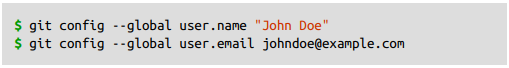 $ git config --global user.name "John Doe"
$ git config --global user.email johndoe@example.com